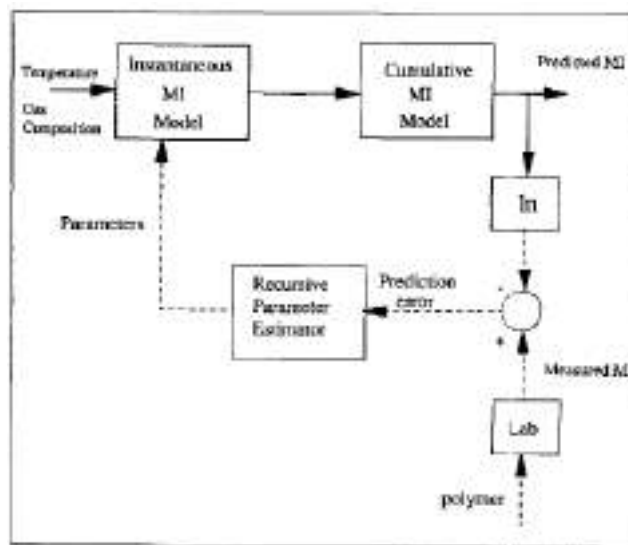 Temperature
Gas
Composition
Instantaneous
MI
Model
Cumulative
MI
Model
Predicted MI
ln
Parameters
Recursive
Parameter
Estimator
Prediction
error
-
+
Measured M
Lab
polymer